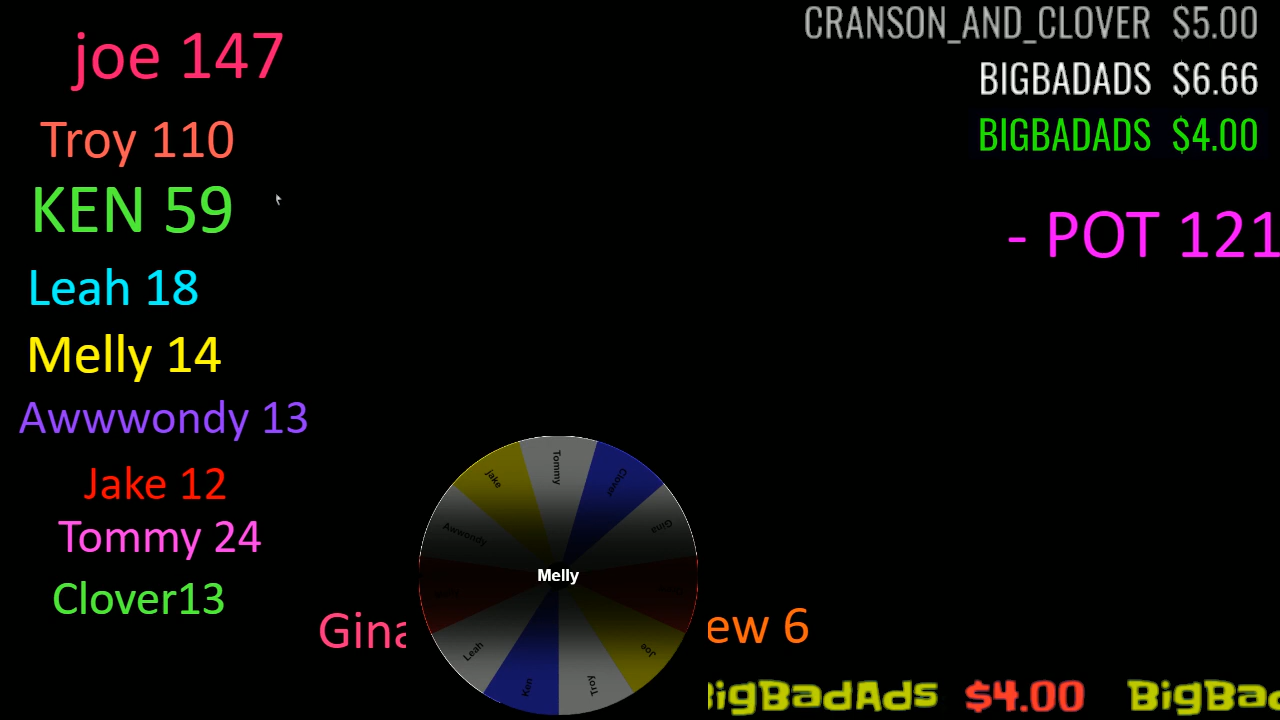 joe 147
Troy 110
KEN 59
Leah 18
Melly 14
Awwwondy 13
Jake 12
Tommy 24
Clover13
CRANSON_AND_CLOVER $5.00
BIGBADADS $6.66
BIGBADADS $4.00
- POT 121
Tommy
Clover
Jake
Gina
Awwondy
Melly
Leah
Joe
Ken
Troy
Gina
ew 6
igBadAds $4.00 BigBad